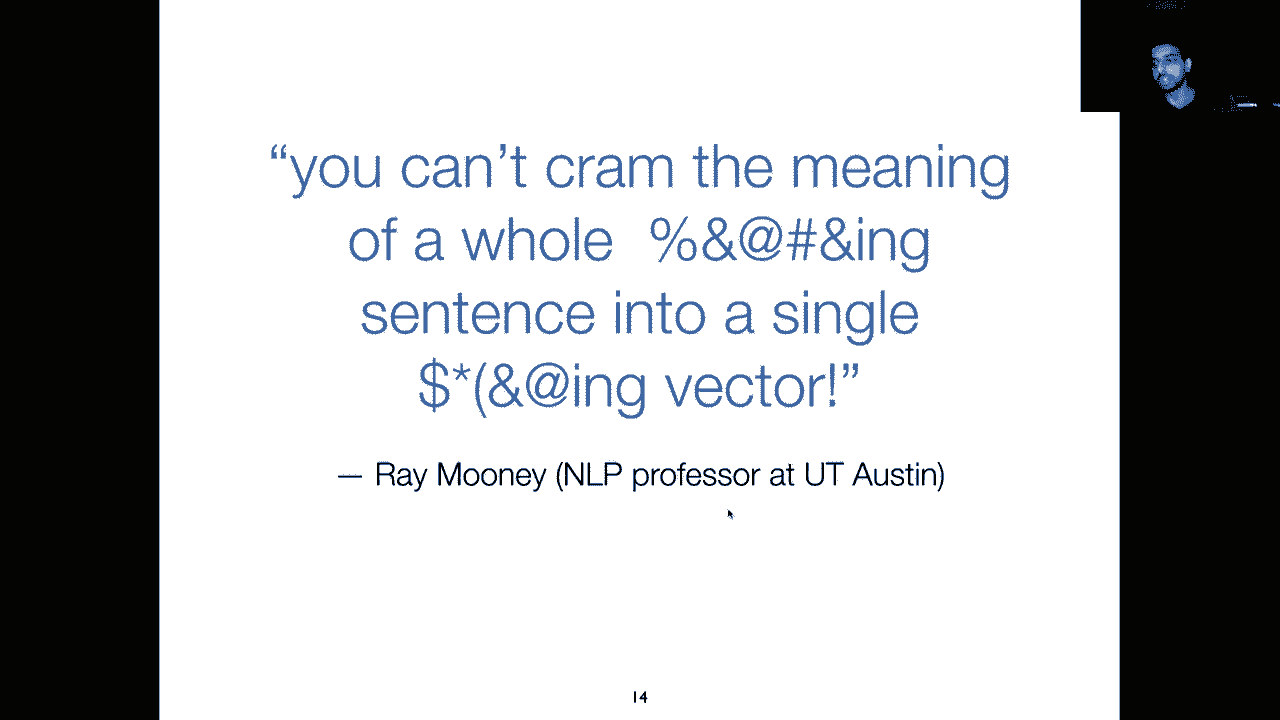 “you can’t cram the meaning
of a whole %&@#&ing
sentence into a single
$*(&@ing vector!”
— Ray Mooney (NLP professor at UT Austin)
14